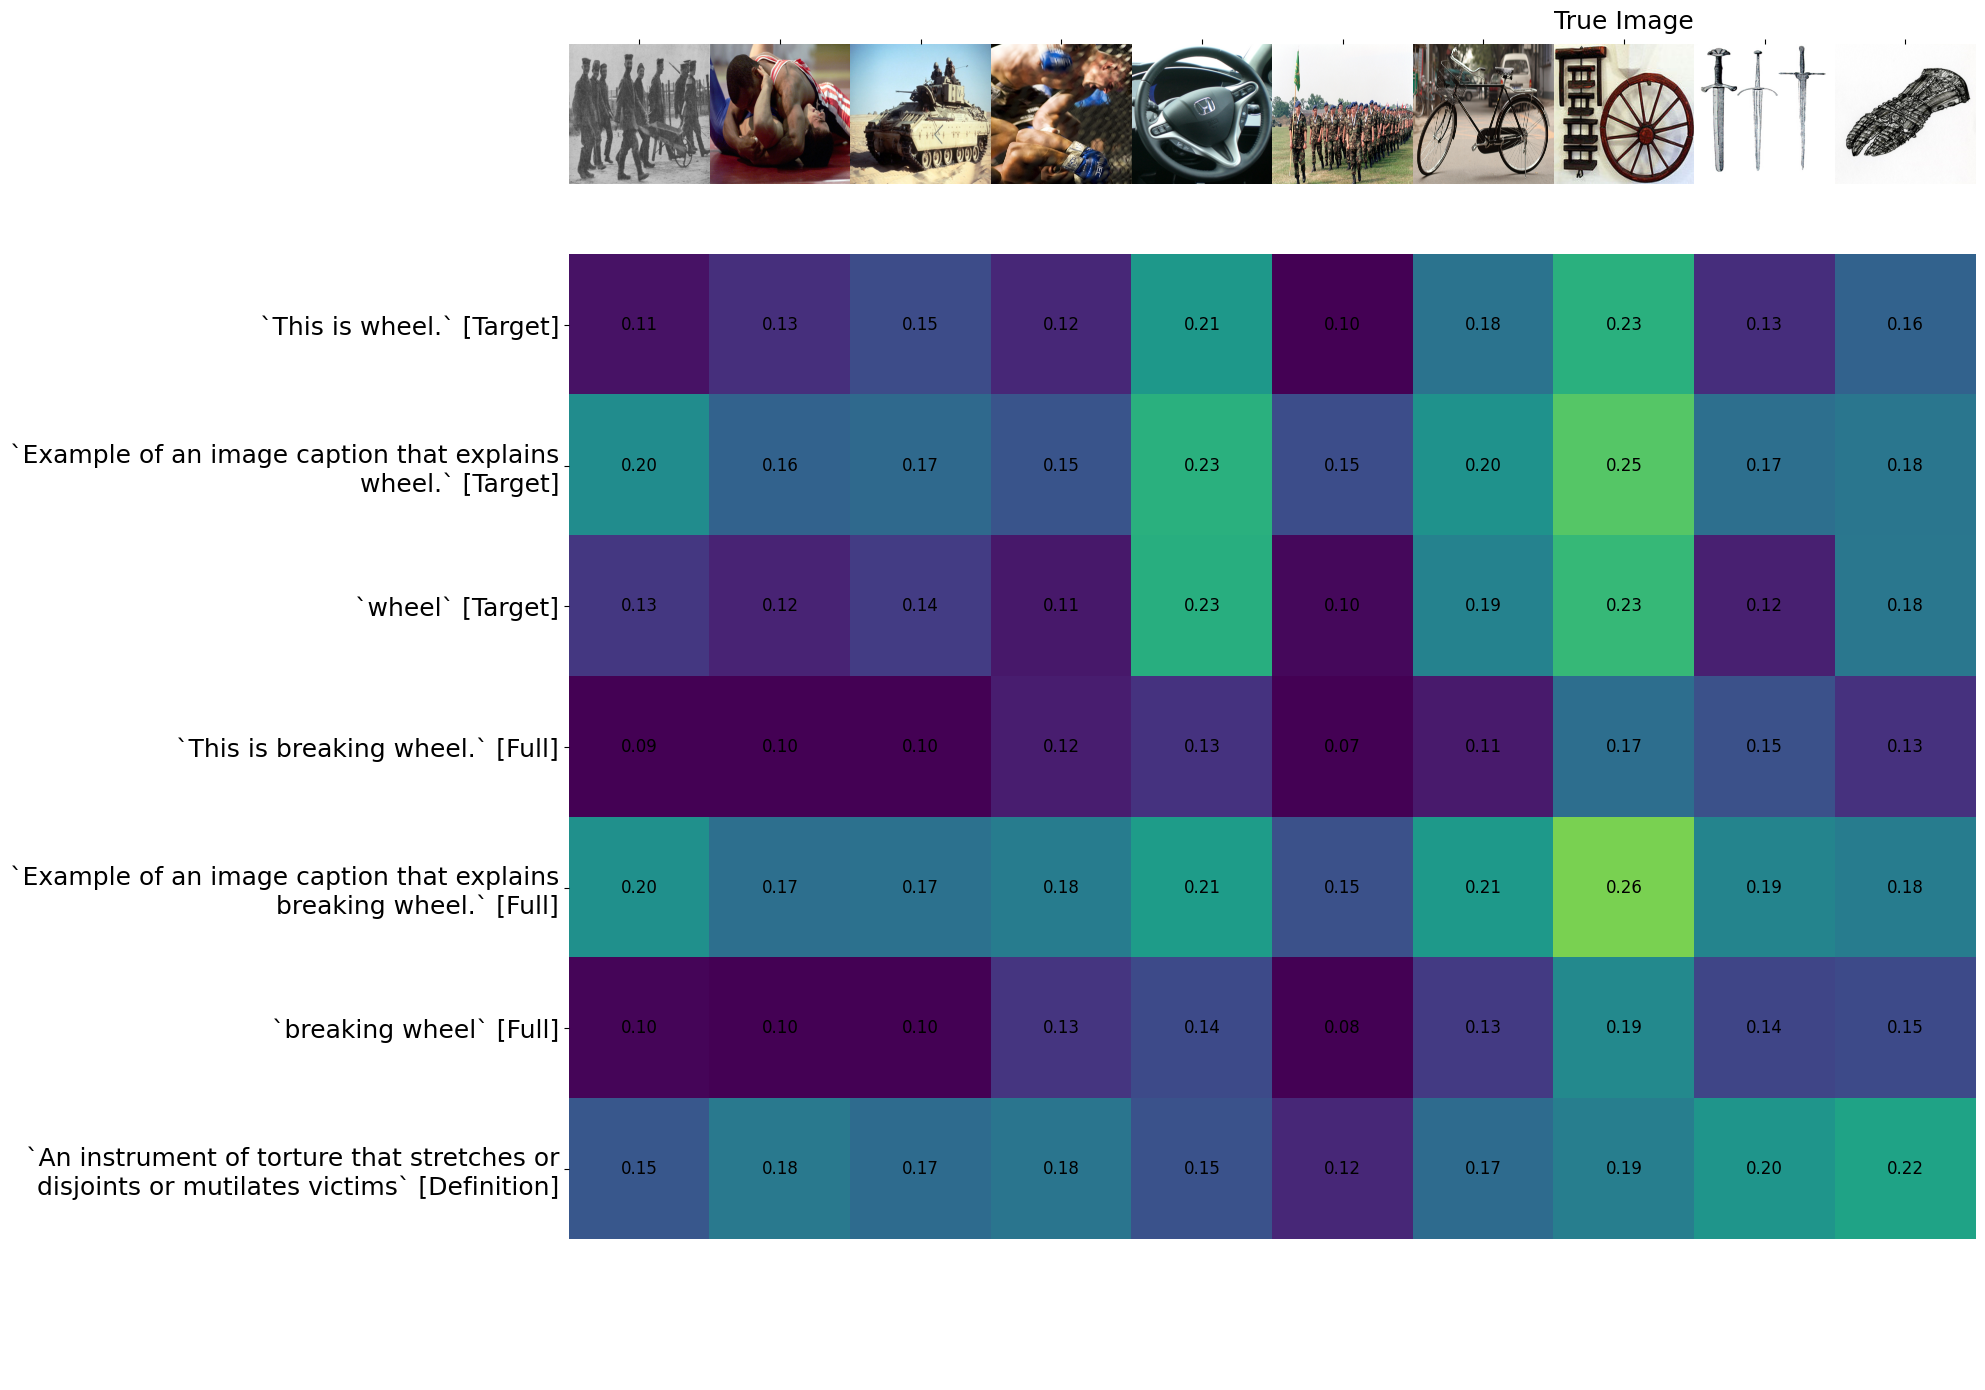 True Image
`This is wheel.` [Target]
0.11 0.13 0.15 0.12 0.21 0.10 0.18 0.23 0.13 0.16
`Example of an image caption that explains
wheel.` [Target]
0.20 0.16 0.17 0.15 0.23 0.15 0.20 0.25 0.17 0.18
`wheel` [Target]
0.13 0.12 0.14 0.11 0.23 0.10 0.19 0.23 0.12 0.18
`This is breaking wheel.` [Full]
0.09 0.10 0.10 0.12 0.13 0.07 0.11 0.17 0.15 0.13
`Example of an image caption that explains
breaking wheel.` [Full]
0.20 0.17 0.17 0.18 0.21 0.15 0.21 0.26 0.19 0.18
`breaking wheel` [Full]
0.10 0.10 0.10 0.13 0.14 0.08 0.13 0.19 0.14 0.15
`An instrument of torture that stretches or
disjoints or mutilates victims` [Definition]
0.15 0.18 0.17 0.18 0.15 0.12 0.17 0.19 0.20 0.22